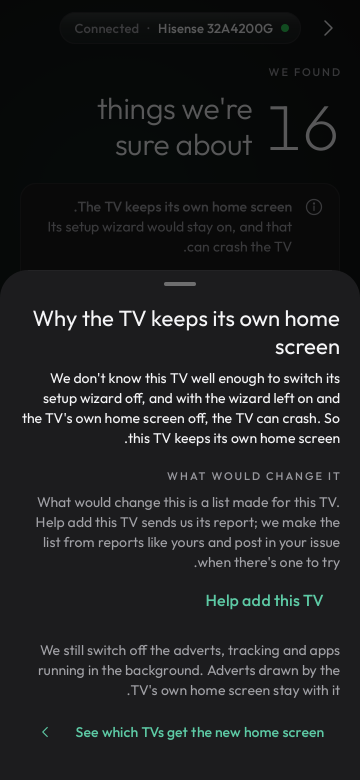 Connected · Hisense 32A4200G
WE FOUND
16
things we're
sure about
The TV keeps its own home screen.
Its setup wizard would stay on, and that
can crash the TV.
Why the TV keeps its own home
screen
We don't know this TV well enough to switch its
setup wizard off, and with the wizard left on and
the TV's own home screen off, the TV can crash. So
this TV keeps its own home screen.
WHAT WOULD CHANGE IT
What would change this is a list made for this TV.
Help add this TV sends us its report; we make the
list from reports like yours and post in your issue
when there's one to try.
Help add this TV
We still switch off the adverts, tracking and apps
running in the background. Adverts drawn by the
TV's own home screen stay with it.
See which TVs get the new home screen